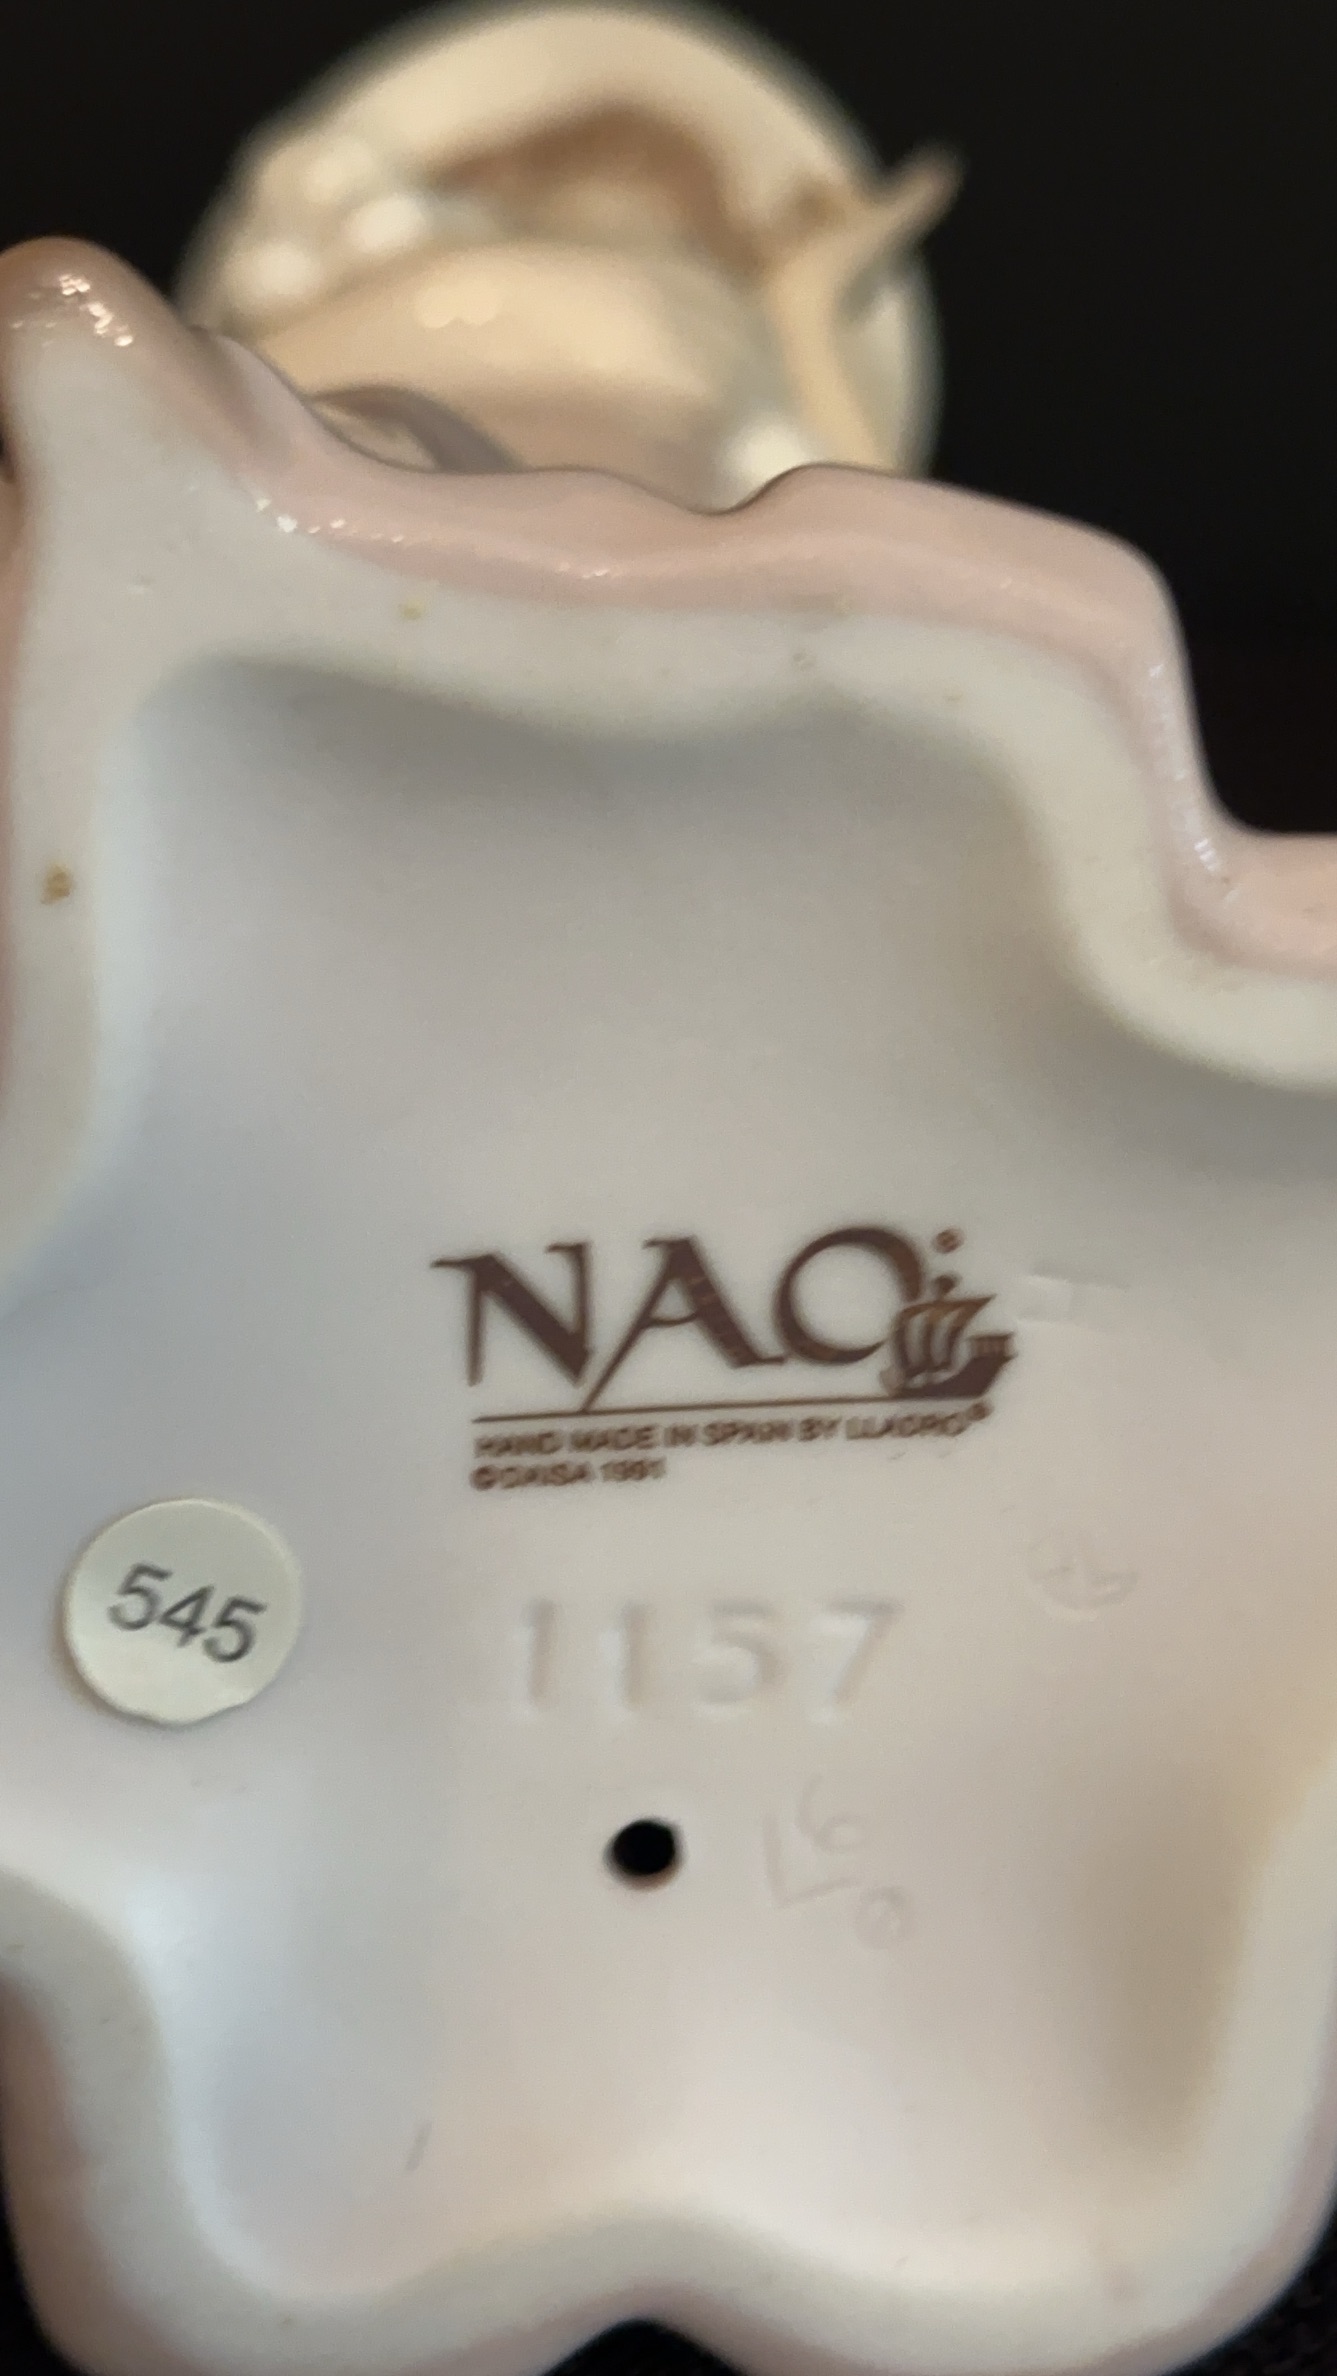 NAO®
HAND MADE IN SPAIN BY LLADRO®
©DAISA 1991
545
1157